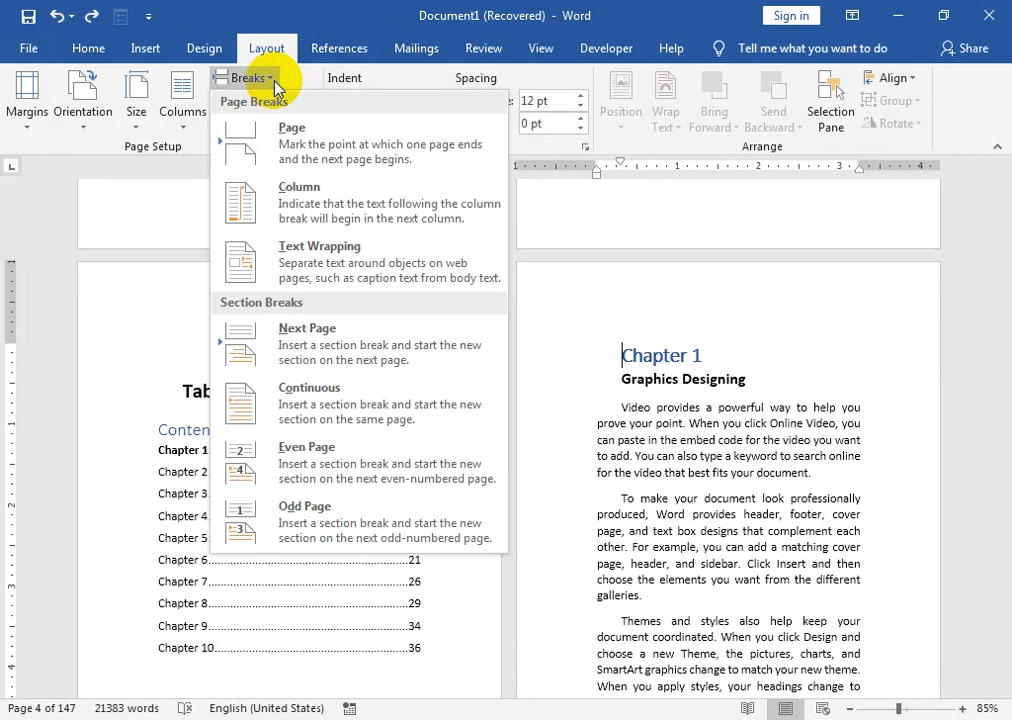 Document1 (Recovered) - Word
Sign in
File Home Insert Design Layout References Mailings Review View Developer Help Tell me what you want to do Share
Margins
Orientation
Size
Columns
Page Setup
Breaks
Indent
Spacing
12 pt
0 pt
Position
Wrap Text
Bring Forward
Send Backward
Selection Pane
Align
Group
Rotate
Arrange
Page Breaks
Page
Mark the point at which one page ends
and the next page begins.
Column
Indicate that the text following the column
break will begin in the next column.
Text Wrapping
Separate text around objects on web
pages, such as caption text from body text.
Section Breaks
Next Page
Insert a section break and start the new
section on the next page.
Continuous
Insert a section break and start the new
section on the same page.
Even Page
Insert a section break and start the new
section on the next even-numbered page.
Odd Page
Insert a section break and start the new
section on the next odd-numbered page.
1 1 2 3 4
1
1
2
3
4
Tab
Conten
Chapter 1
Chapter 2
Chapter 3
Chapter 4
Chapter 5
Chapter 6 21
Chapter 7 26
Chapter 8 29
Chapter 9 34
Chapter 10 36
Chapter 1
Graphics Designing
Video provides a powerful way to help you
prove your point. When you click Online Video, you
can paste in the embed code for the video you want
to add. You can also type a keyword to search online
for the video that best fits your document.
To make your document look professionally
produced, Word provides header, footer, cover
page, and text box designs that complement each
other. For example, you can add a matching cover
page, header, and sidebar. Click Insert and then
choose the elements you want from the different
galleries.
Themes and styles also help keep your
document coordinated. When you click Design and
choose a new Theme, the pictures, charts, and
SmartArt graphics change to match your new theme.
When you apply styles, your headings change to
Page 4 of 147 21383 words English (United States) 85%